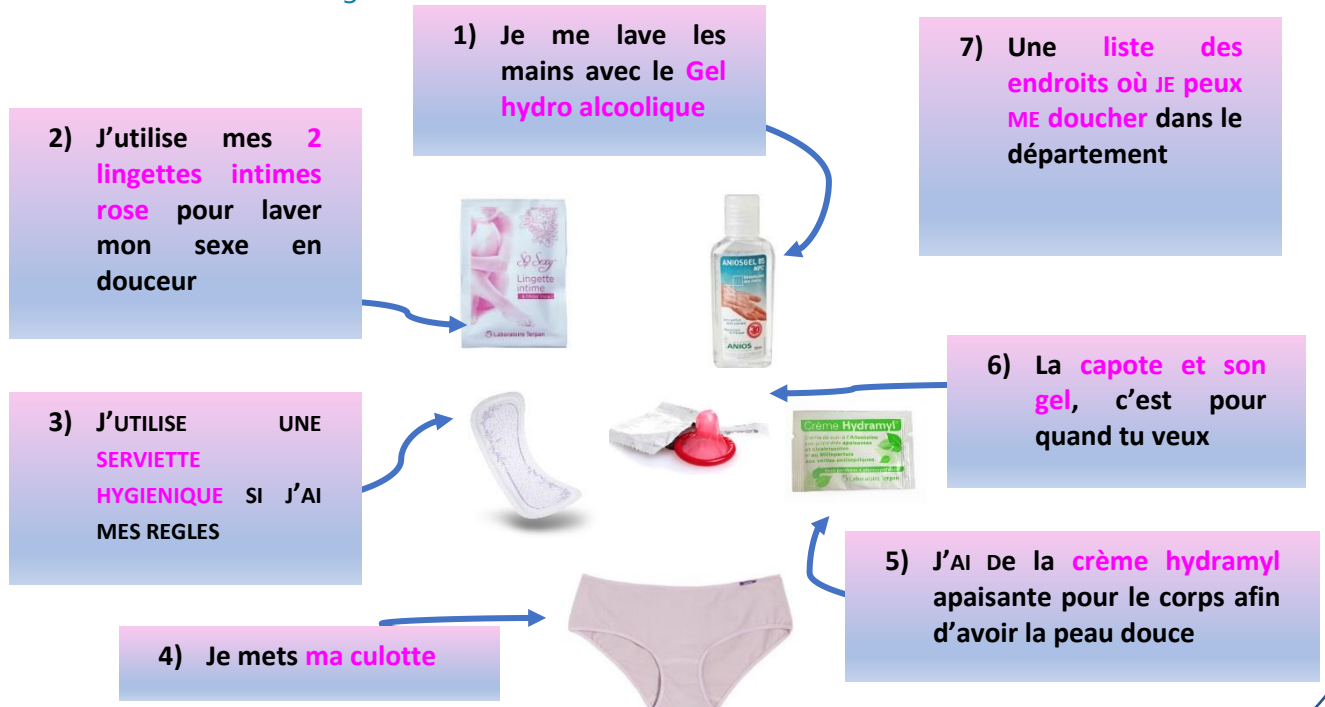 1) Je me lave les
mains avec le Gel
hydro alcoolique
7) Une liste des
endroits où JE peux
ME doucher dans le
département
2) J’utilise mes 2
lingettes intimes
rose pour laver
mon sexe en
douceur
So Sexy
Lingette
intime
Laboratoire Terpan
ANIOSGEL 85
NPC
ANIOS
3) J’UTILISE UNE
SERVIETTE
HYGIENIQUE SI J’AI
MES REGLES
6) La capote et son
gel, c’est pour
quand tu veux
Crème Hydramyl
Laboratoire Terpan
5) J’AI De la crème hydramyl
apaisante pour le corps afin
d’avoir la peau douce
4) Je mets ma culotte